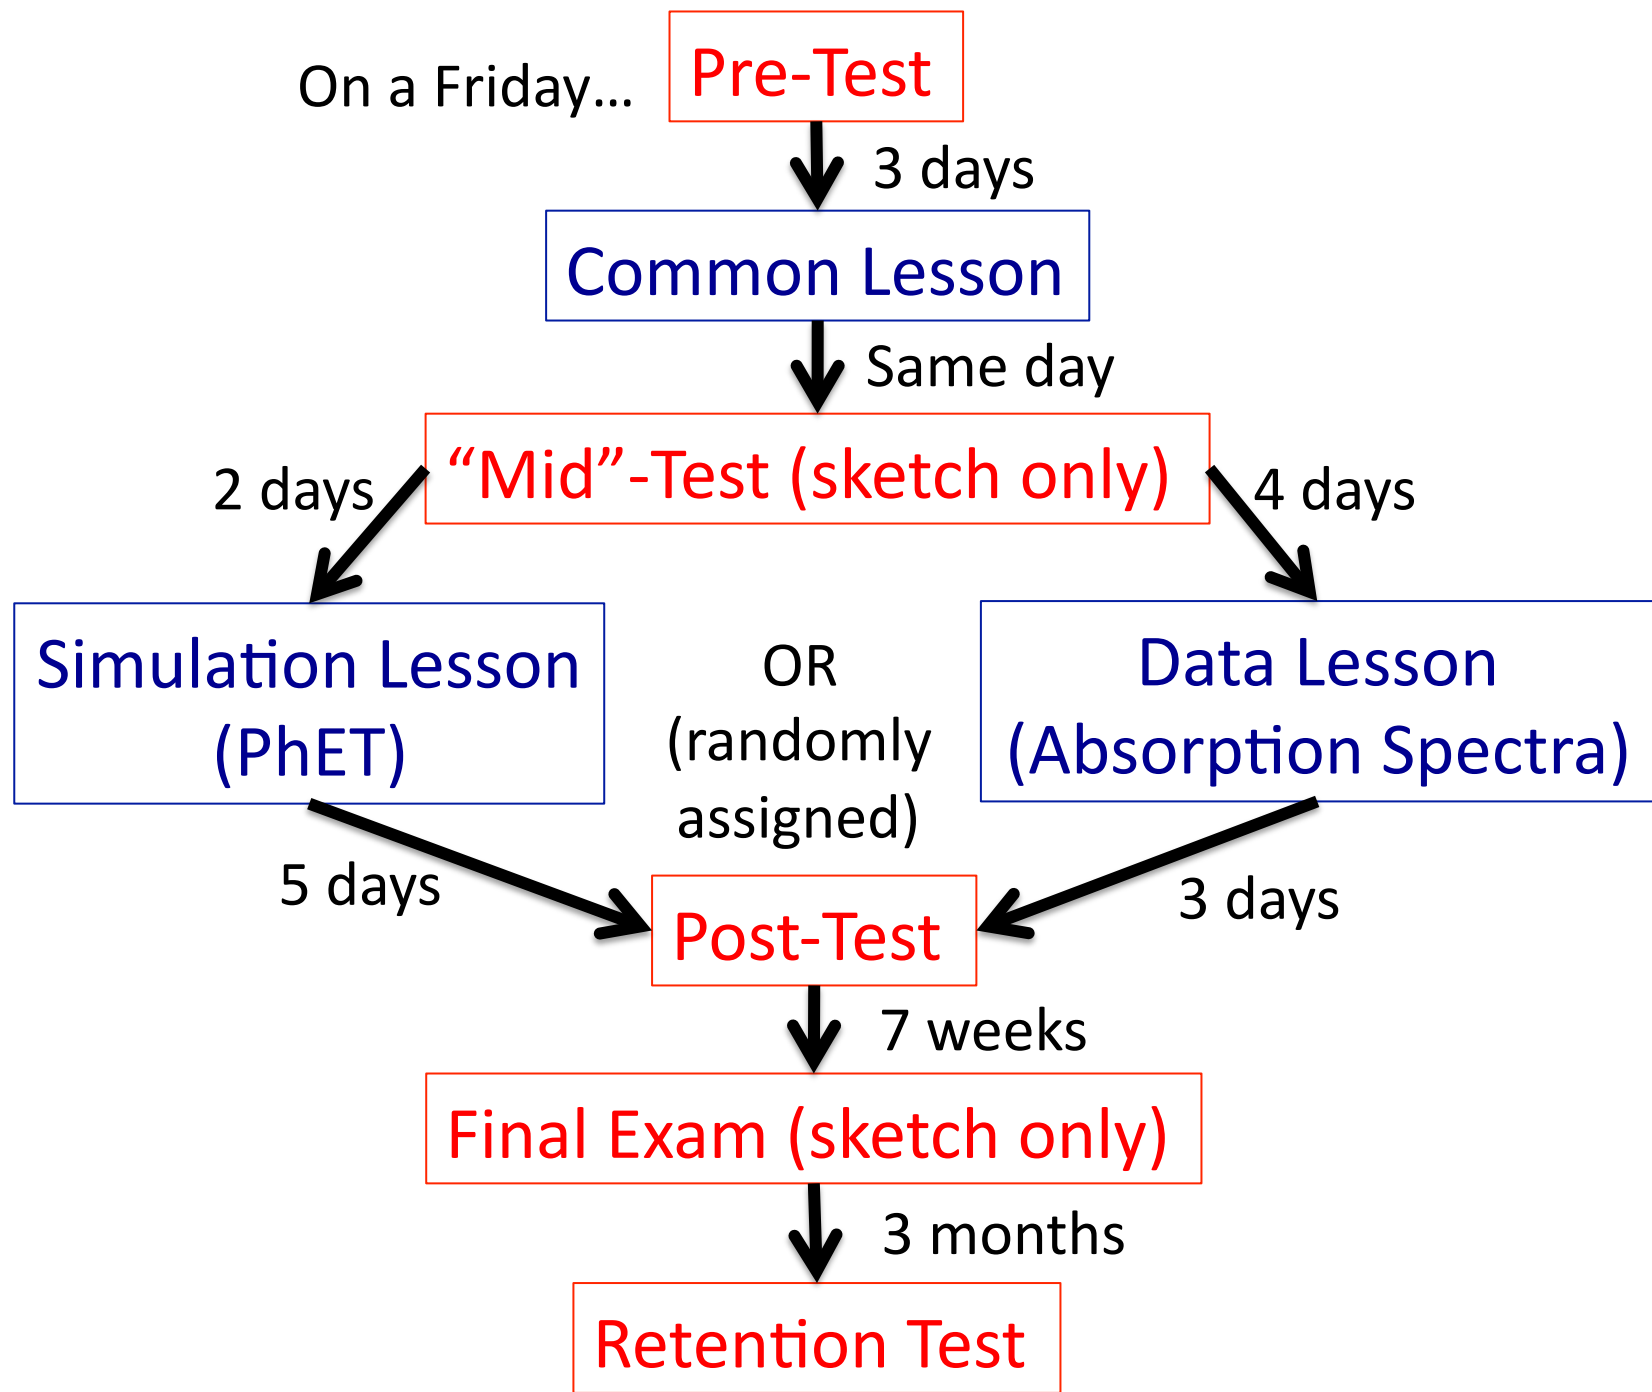 On a Friday…
Pre-Test
3 days
Common Lesson
Same day
“Mid”-Test (sketch only)
2 days
4 days
Simulation Lesson
(PhET)
OR
(randomly
assigned)
Data Lesson
(Absorption Spectra)
5 days
3 days
Post-Test
7 weeks
Final Exam (sketch only)
3 months
Retention Test